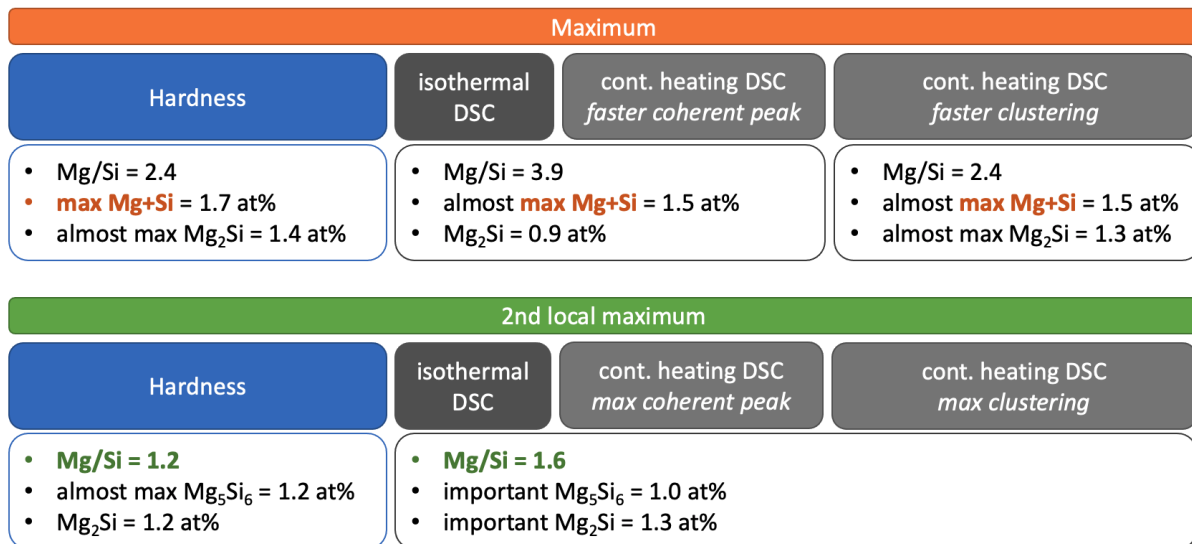 Maximum
Hardness
isothermal
DSC
cont. heating DSC
faster coherent peak
cont. heating DSC
faster clustering
• Mg/Si = 2.4
• max Mg+Si = 1.7 at%
• almost max Mg₂Si = 1.4 at%
• Mg/Si = 3.9
• almost max Mg+Si = 1.5 at%
• Mg₂Si = 0.9 at%
• Mg/Si = 2.4
• almost max Mg+Si = 1.5 at%
• almost max Mg₂Si = 1.3 at%
2nd local maximum
Hardness
isothermal
DSC
cont. heating DSC
max coherent peak
cont. heating DSC
max clustering
• Mg/Si = 1.2
• almost max Mg₅Si₆ = 1.2 at%
• Mg₂Si = 1.2 at%
• Mg/Si = 1.6
• important Mg₅Si₆ = 1.0 at%
• important Mg₂Si = 1.3 at%